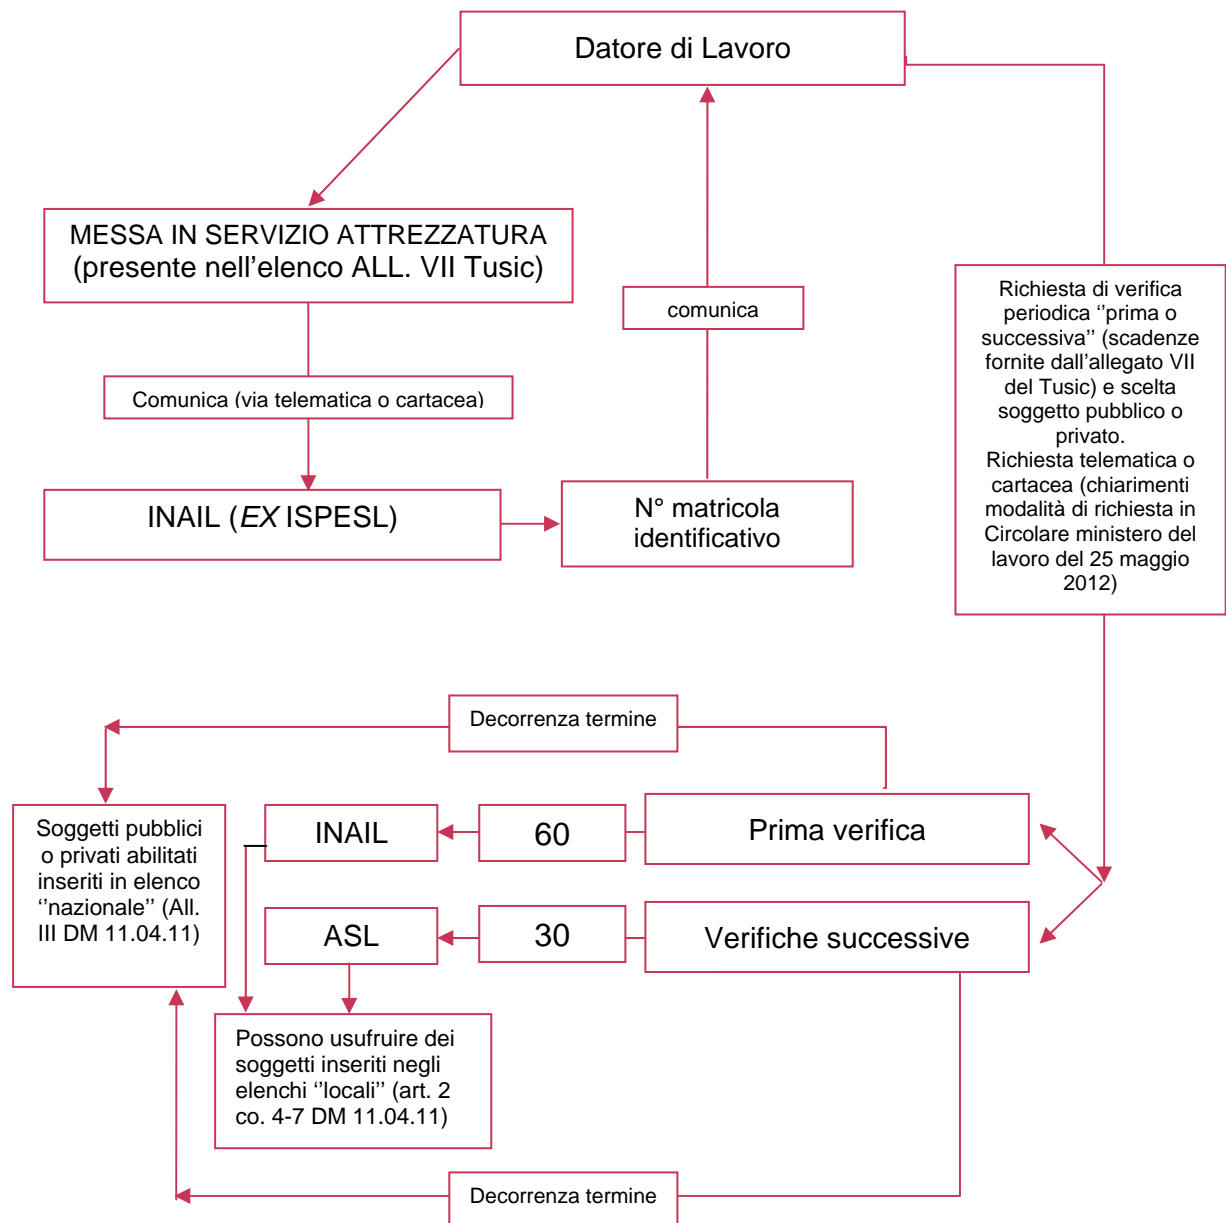 Datore di Lavoro
MESSA IN SERVIZIO ATTREZZATURA
(presente nell'elenco ALL. VII Tusic)
comunica
Richiesta di verifica
periodica ‘'prima o
successiva'' (scadenze
fornite dall'allegato VII
del Tusic) e scelta
soggetto pubblico o
privato.
Richiesta telematica o
cartacea (chiarimenti
modalità di richiesta in
Circolare ministero del
lavoro del 25 maggio
2012)
Comunica (via telematica o cartacea)
INAIL (EX ISPESL)
N° matricola
identificativo
Decorrenza termine
Soggetti pubblici
o privati abilitati
inseriti in elenco
‘'nazionale'' (All.
III DM 11.04.11)
INAIL
60
Prima verifica
ASL
30
Verifiche successive
Possono usufruire dei
soggetti inseriti negli
elenchi ‘'locali'' (art. 2
co. 4-7 DM 11.04.11)
Decorrenza termine